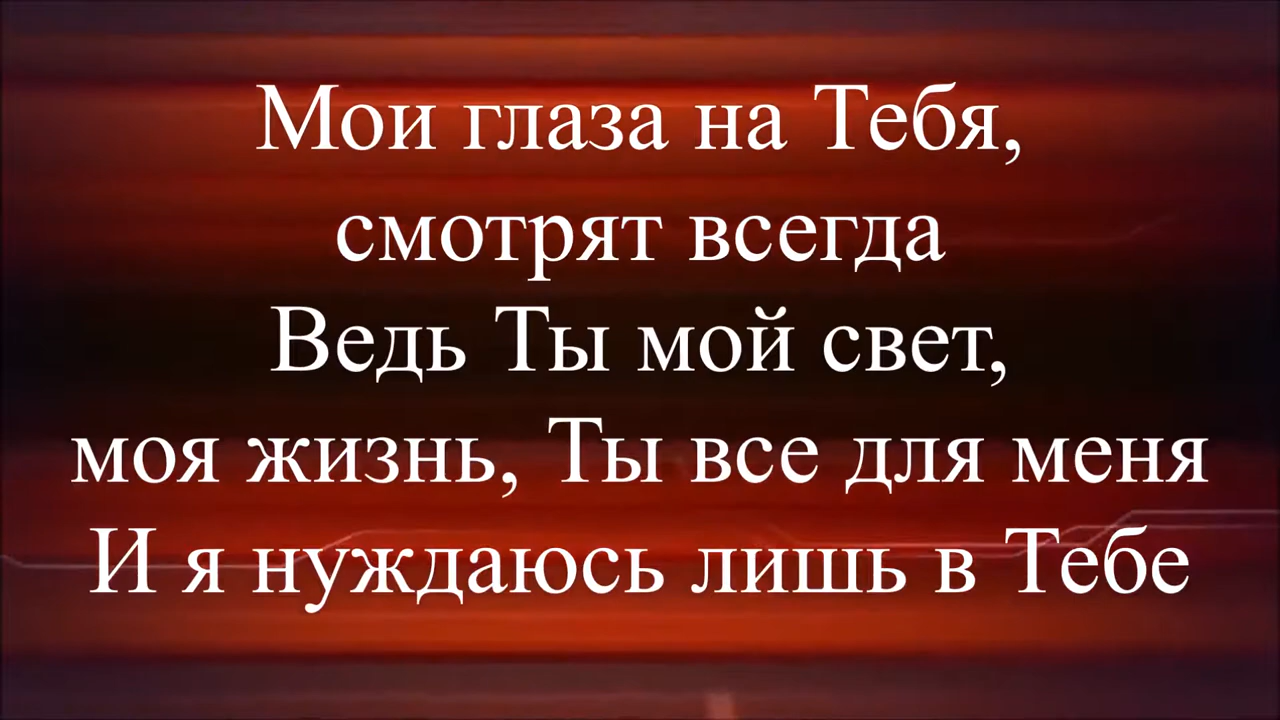 Мои глаза на Тебя,
смотрят всегда
Ведь Ты мой свет,
моя жизнь, Ты все для меня
И я нуждаюсь лишь в Тебе